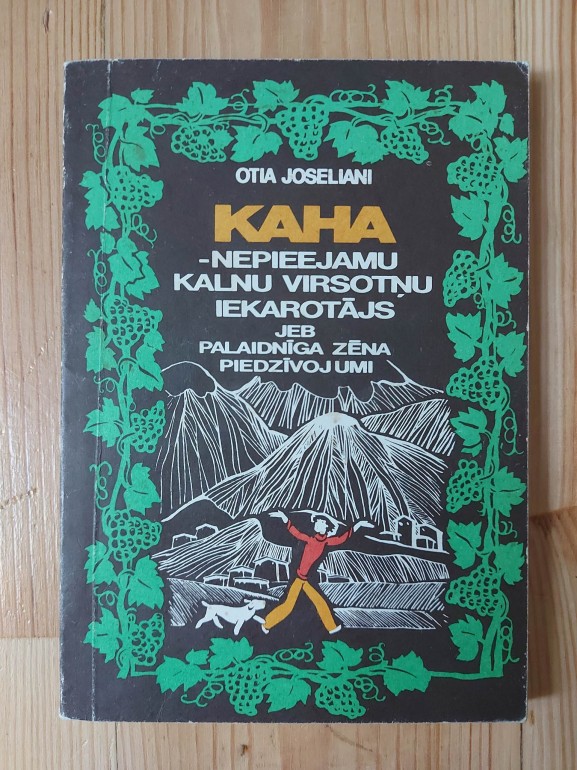 OTIA JOSELIANI
KAHA
-NEPIEEJAMU
KALNU VIRSOTŅU
IEKAROTĀJS
JEB
PALAIDNĪGA ZĒNA
PIEDZĪVOJUMI